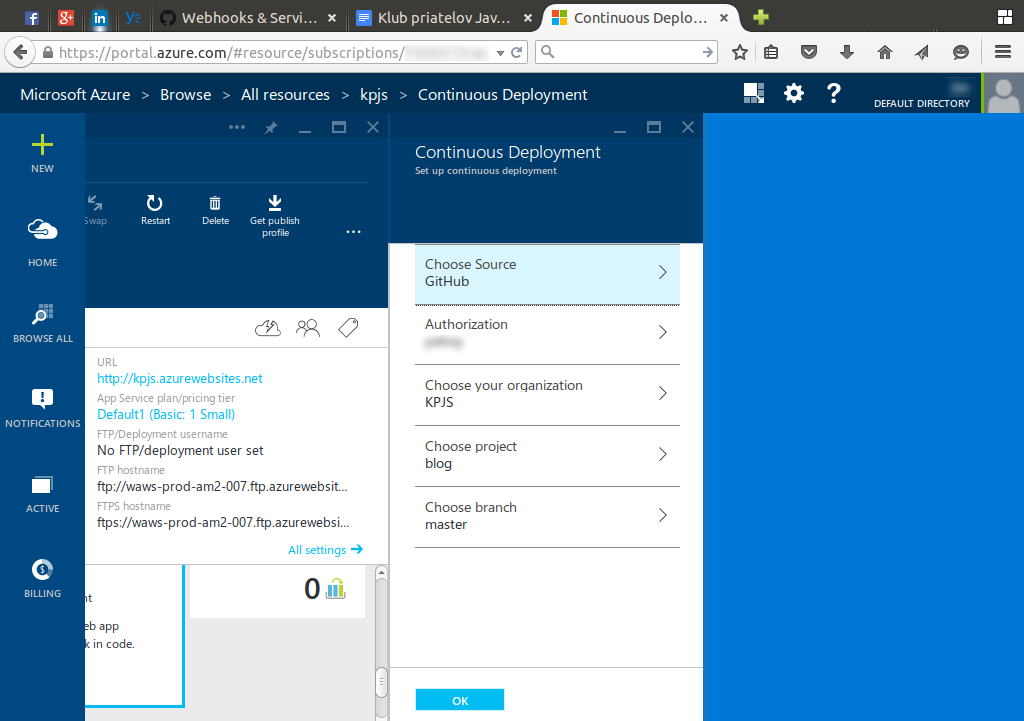 Webhooks & Servi...
Klub priatelov Jav...
Continuous Deplo...
https://portal.azure.com/#resource/subscriptions/
Microsoft Azure > Browse > All resources > kpjs > Continuous Deployment
DEFAULT DIRECTORY
NEW
HOME
BROWSE ALL
NOTIFICATIONS
ACTIVE
BILLING
Swap
Restart
Delete
Get publish
profile
URL
http://kpjs.azurewebsites.net
App Service plan/pricing tier
Default1 (Basic: 1 Small)
FTP/Deployment username
No FTP/deployment user set
FTP hostname
ftp://waws-prod-am2-007.ftp.azurewebsit...
FTPS hostname
ftps://waws-prod-am2-007.ftp.azurewebsi...
All settings
nt
eb app
k in code.
0
Continuous Deployment
Set up continuous deployment
Choose Source
GitHub
Authorization
Choose your organization
KPJS
Choose project
blog
Choose branch
master
OK